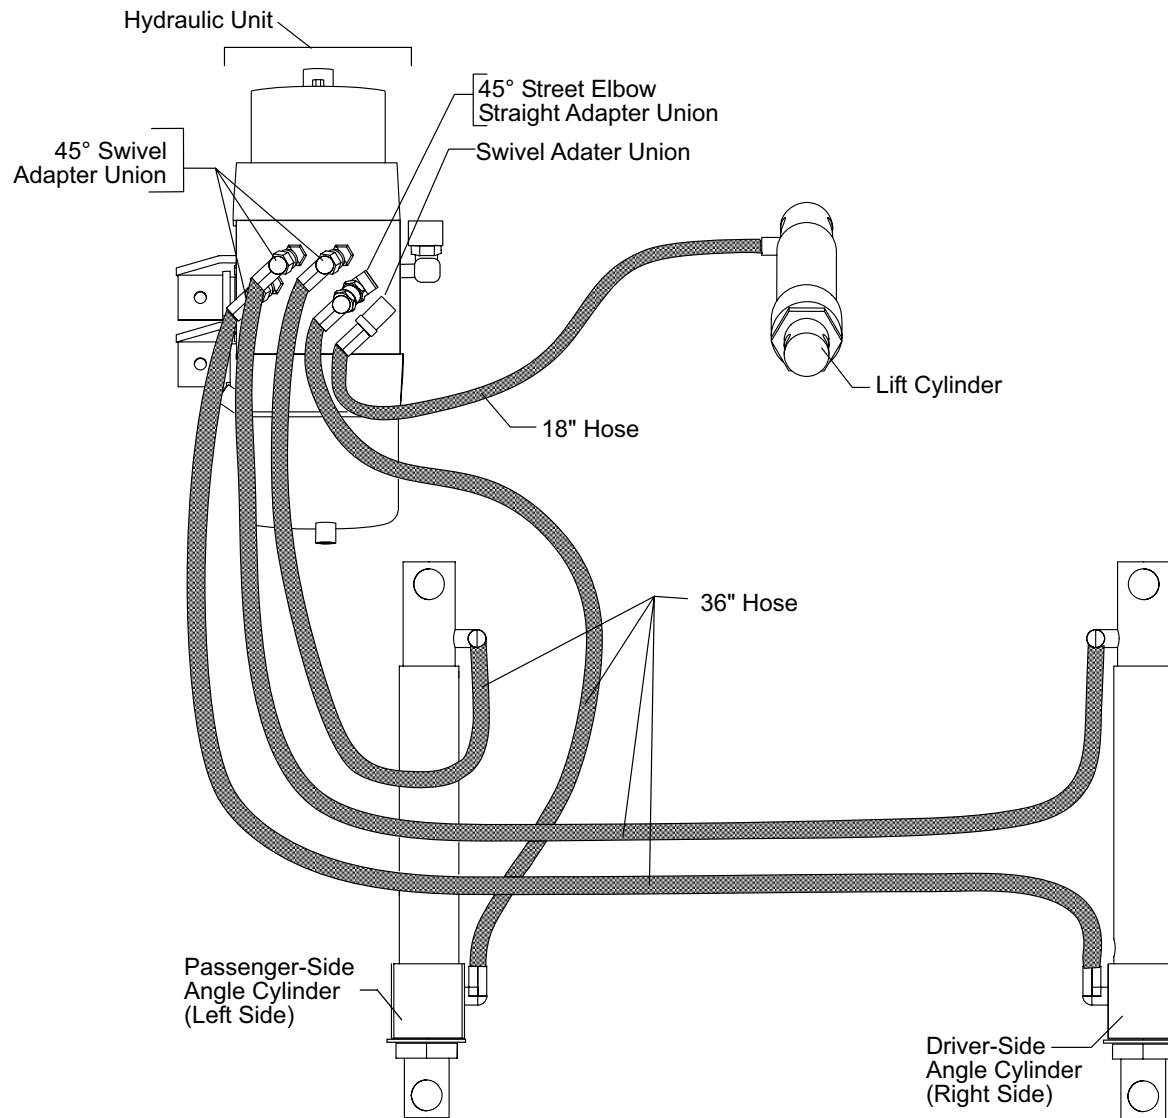 Hydraulic Unit
45° Street Elbow
Straight Adapter Union
Swivel Adater Union
45° Swivel
Adapter Union
Lift Cylinder
18" Hose
36" Hose
Passenger-Side
Angle Cylinder
(Left Side)
Driver-Side
Angle Cylinder
(Right Side)